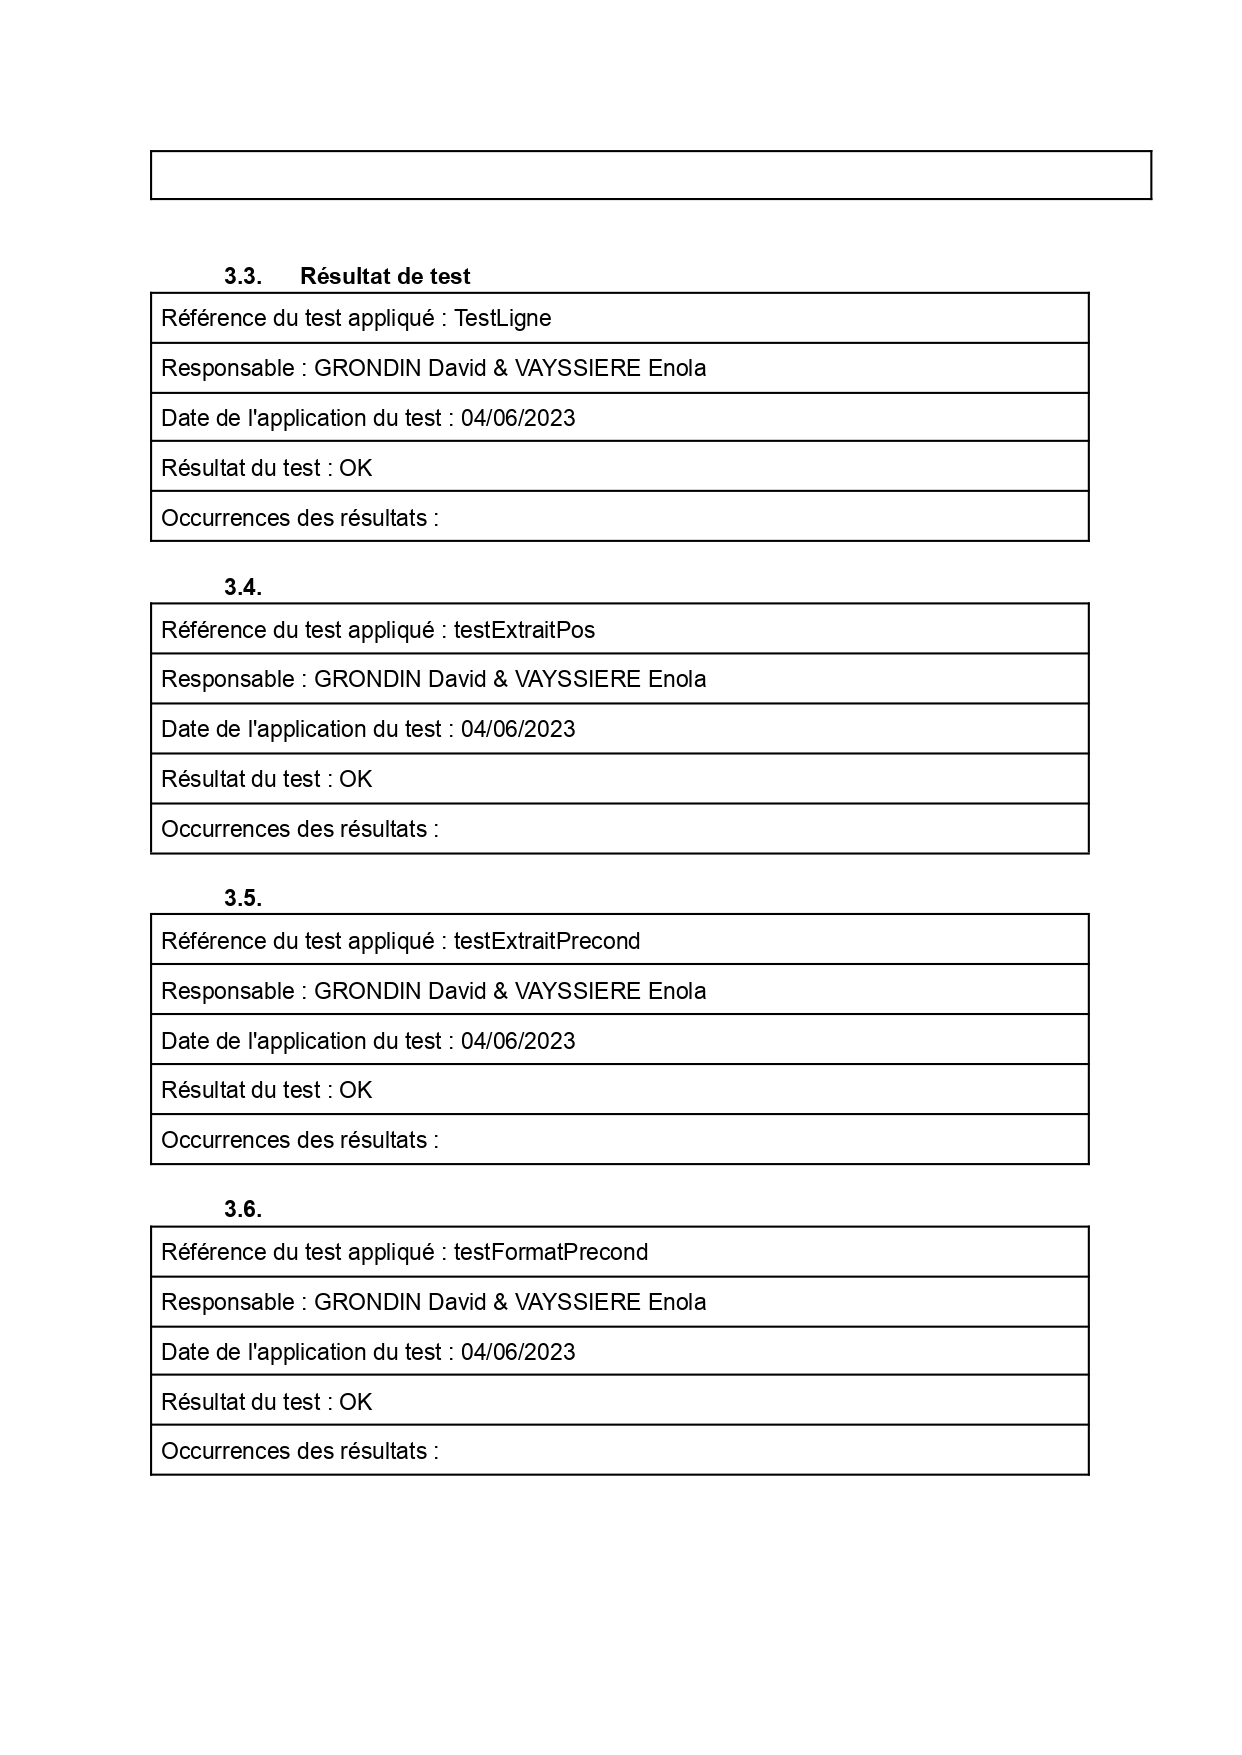 3.3. Résultat de test
Référence du test appliqué : TestLigne
Responsable : GRONDIN David & VAYSSIERE Enola
Date de l'application du test : 04/06/2023
Résultat du test : OK
Occurrences des résultats :
3.4.
Référence du test appliqué : testExtraitPos
Responsable : GRONDIN David & VAYSSIERE Enola
Date de l'application du test : 04/06/2023
Résultat du test : OK
Occurrences des résultats :
3.5.
Référence du test appliqué : testExtraitPrecond
Responsable : GRONDIN David & VAYSSIERE Enola
Date de l'application du test : 04/06/2023
Résultat du test : OK
Occurrences des résultats :
3.6.
Référence du test appliqué : testFormatPrecond
Responsable : GRONDIN David & VAYSSIERE Enola
Date de l'application du test : 04/06/2023
Résultat du test : OK
Occurrences des résultats :